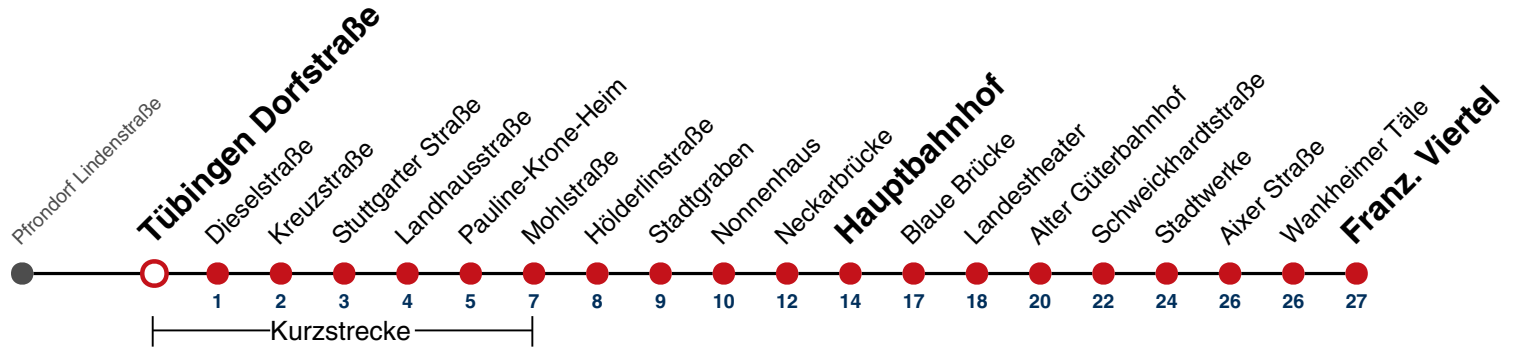 Pfrondorf Lindenstraße
Tübingen Dorfstraße
Dieselstraße
Kreuzstraße
Stuttgarter Straße
Landhausstraße
Pauline-Krone-Heim
Mohlstraße
Hölderlinstraße
Stadtgraben
Nonnenhaus
Neckarbrücke
Hauptbahnhof
Blaue Brücke
Landestheater
Alter Güterbahnhof
Schweickhardtstraße
Stadtwerke
Aixer Straße
Wankheimer Täle
Franz. Viertel
1 2 3 4 5 7 8 9 10 12 14 17 18 20 22 24 26 26 27
Kurzstrecke